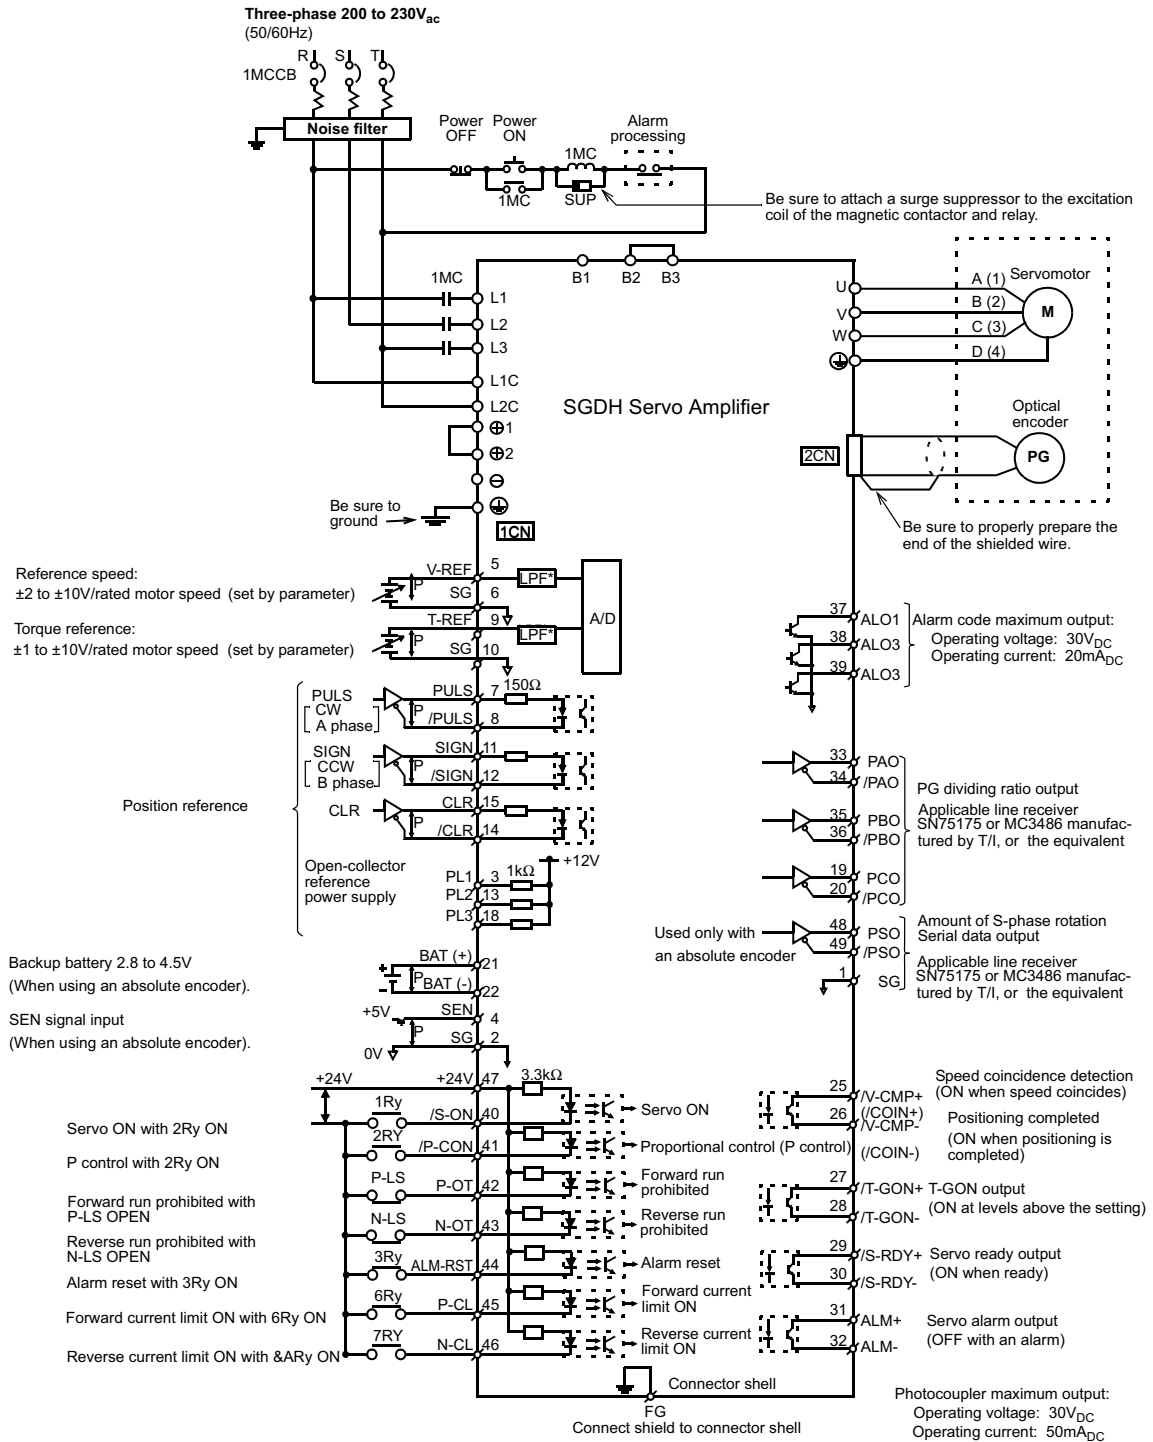 Three-phase 200 to 230Vac
(50/60Hz)
R
S
T
1MCCB
Noise filter
Power
OFF
Power
ON
Alarm
processing
1MC
1MC
SUP
Be sure to attach a surge suppressor to the excitation
coil of the magnetic contactor and relay.
B1
B2
B3
1MC
L1
L2
L3
L1C
L2C
⊕1
⊕2
⊖
SGDH Servo Amplifier
U
V
W
A (1)
B (2)
C (3)
D (4)
Servomotor
M
Optical
encoder
PG
2CN
Be sure to properly prepare the
end of the shielded wire.
Be sure to
ground
1CN
Reference speed:
±2 to ±10V/rated motor speed (set by parameter)
V-REF
5
P
SG
6
LPF*
Torque reference:
±1 to ±10V/rated motor speed (set by parameter)
T-REF
9
P
SG
10
LPF*
A/D
37
ALO1
38
ALO3
39
ALO3
Alarm code maximum output:
Operating voltage: 30VDC
Operating current: 20mADC
Position reference
PULS
CW
A phase
P
PULS
7
150Ω
/PULS
8
SIGN
CCW
B phase
P
SIGN
11
/SIGN
12
CLR
P
CLR
15
/CLR
14
Open-collector
reference
power supply
+12V
PL1
3
1kΩ
PL2
13
PL3
18
33
PAO
34
/PAO
35
PBO
36
/PBO
19
PCO
20
/PCO
PG dividing ratio output
Applicable line receiver
SN75175 or MC3486 manufac-
tured by T/I, or the equivalent
Used only with
an absolute encoder
48
PSO
49
/PSO
1
SG
Amount of S-phase rotation
Serial data output
Applicable line receiver
SN75175 or MC3486 manufac-
tured by T/I, or the equivalent
Backup battery 2.8 to 4.5V
(When using an absolute encoder).
+
-
P
BAT (+)
21
BAT (-)
22
SEN signal input
(When using an absolute encoder).
+5V
P
0V
SEN
4
SG
2
+24V
+24V
47
3.3kΩ
Servo ON with 2Ry ON
1Ry
/S-ON
40
Servo ON
P control with 2Ry ON
2RY
/P-CON
41
Proportional control (P control)
Forward run prohibited with
P-LS OPEN
P-LS
P-OT
42
Forward run
prohibited
Reverse run prohibited with
N-LS OPEN
N-LS
N-OT
43
Reverse run
prohibited
Alarm reset with 3Ry ON
3Ry
ALM-RST
44
Alarm reset
Forward current limit ON with 6Ry ON
6Ry
P-CL
45
Forward current
limit ON
Reverse current limit ON with &ARy ON
7RY
N-CL
46
Reverse current
limit ON
25
/V-CMP+
(/COIN+)
26
/V-CMP-
(/COIN-)
Speed coincidence detection
(ON when speed coincides)
Positioning completed
(ON when positioning is
completed)
27
/T-GON+
28
/T-GON-
T-GON output
(ON at levels above the setting)
29
/S-RDY+
30
/S-RDY-
Servo ready output
(ON when ready)
31
ALM+
32
ALM-
Servo alarm output
(OFF with an alarm)
Connector shell
FG
Connect shield to connector shell
Photocoupler maximum output:
Operating voltage: 30VDC
Operating current: 50mADC